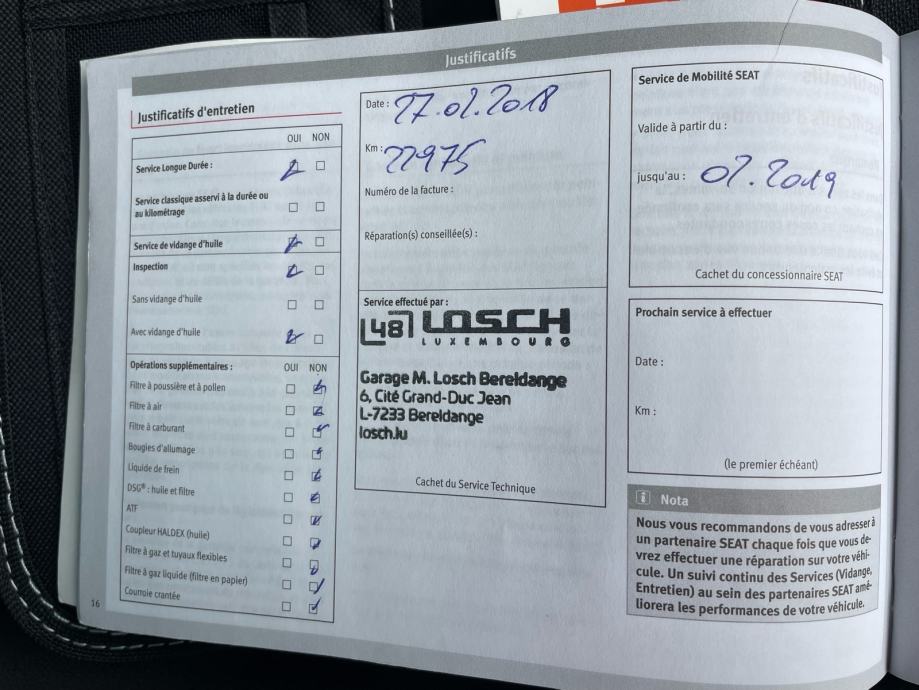 Justificatifs
Justificatifs d'entretien
OUI NON
Service Longue Durée :
Service classique asservi à la durée ou
au kilométrage
Service de vidange d'huile
Inspection
Sans vidange d'huile
Avec vidange d'huile
Opérations supplémentaires : OUI NON
Filtre à poussière et à pollen
Filtre à air
Filtre à carburant
Bougies d'allumage
Liquide de frein
DSG® : huile et filtre
ATF
Coupleur HALDEX (huile)
Filtre à gaz et tuyaux flexibles
Filtre à gaz liquide (filtre en papier)
Courroie crantée
16
Date : 27.02.2018
Km : 22975
Numéro de la facture :
Réparation(s) conseillée(s) :
Service effectué par :
48 LOSCH
LUXEMBOURG
Garage M. Losch Bereldange
6, Cité Grand-Duc Jean
L-7233 Bereldange
losch.lu
Cachet du Service Technique
Service de Mobilité SEAT
Valide à partir du :
jusqu'au : 02.2019
Cachet du concessionnaire SEAT
Prochain service à effectuer
Date :
Km :
(le premier échéant)
i Nota
Nous vous recommandons de vous adresser à
un partenaire SEAT chaque fois que vous de-
vrez effectuer une réparation sur votre véhi-
cule. Un suivi continu des Services (Vidange,
Entretien) au sein des partenaires SEAT amé-
liorera les performances de votre véhicule.